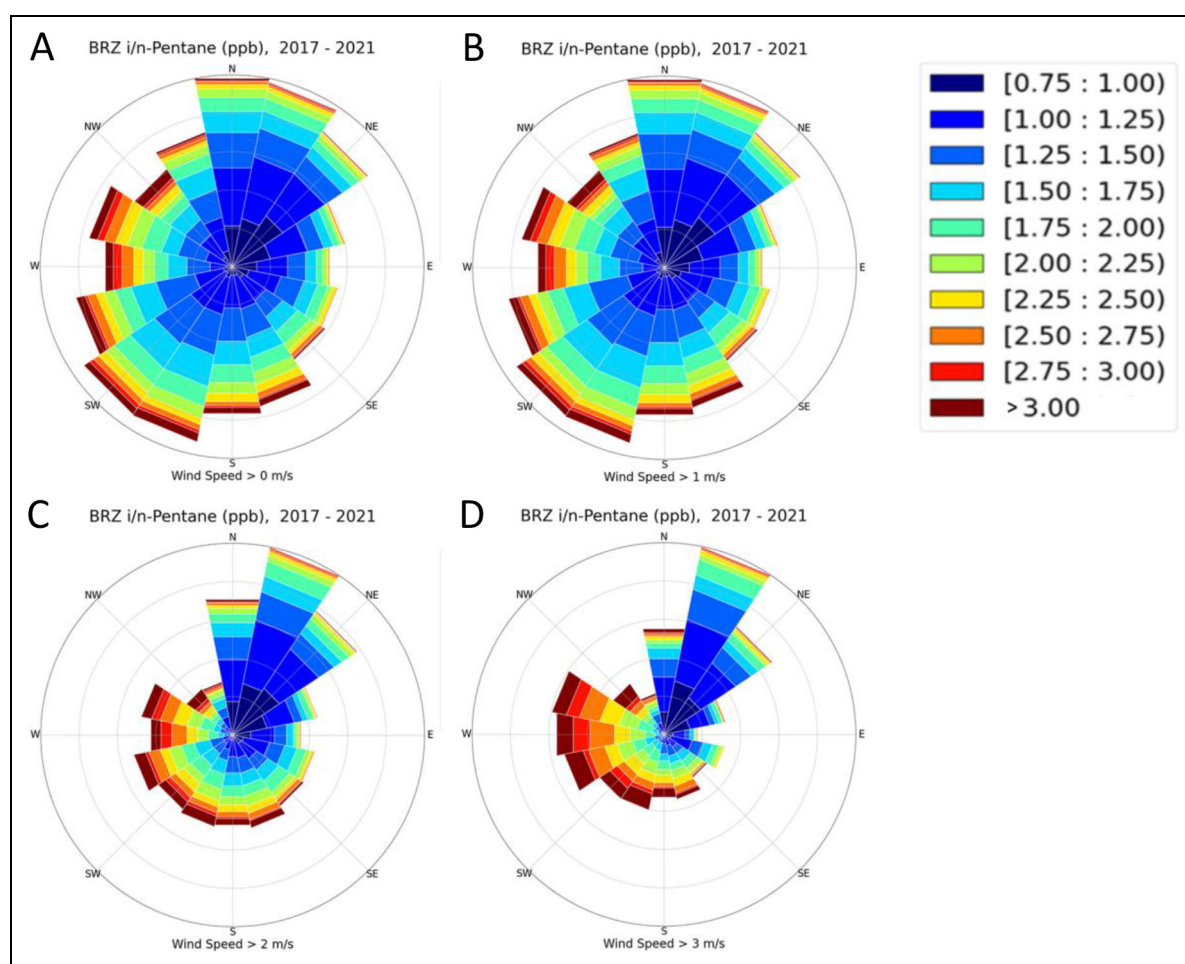 A
BRZ i/n-Pentane (ppb), 2017 - 2021
N
NW
NE
W
E
SW
SE
S
Wind Speed > 0 m/s
B
BRZ i/n-Pentane (ppb), 2017 - 2021
N
NW
NE
W
E
SW
SE
S
Wind Speed > 1 m/s
[0.75 : 1.00)
[1.00 : 1.25)
[1.25 : 1.50)
[1.50 : 1.75)
[1.75 : 2.00)
[2.00 : 2.25)
[2.25 : 2.50)
[2.50 : 2.75)
[2.75 : 3.00)
>3.00
C
BRZ i/n-Pentane (ppb), 2017 - 2021
N
NW
NE
W
E
SW
SE
S
Wind Speed > 2 m/s
D
BRZ i/n-Pentane (ppb), 2017 - 2021
N
NW
NE
W
E
SW
SE
S
Wind Speed > 3 m/s